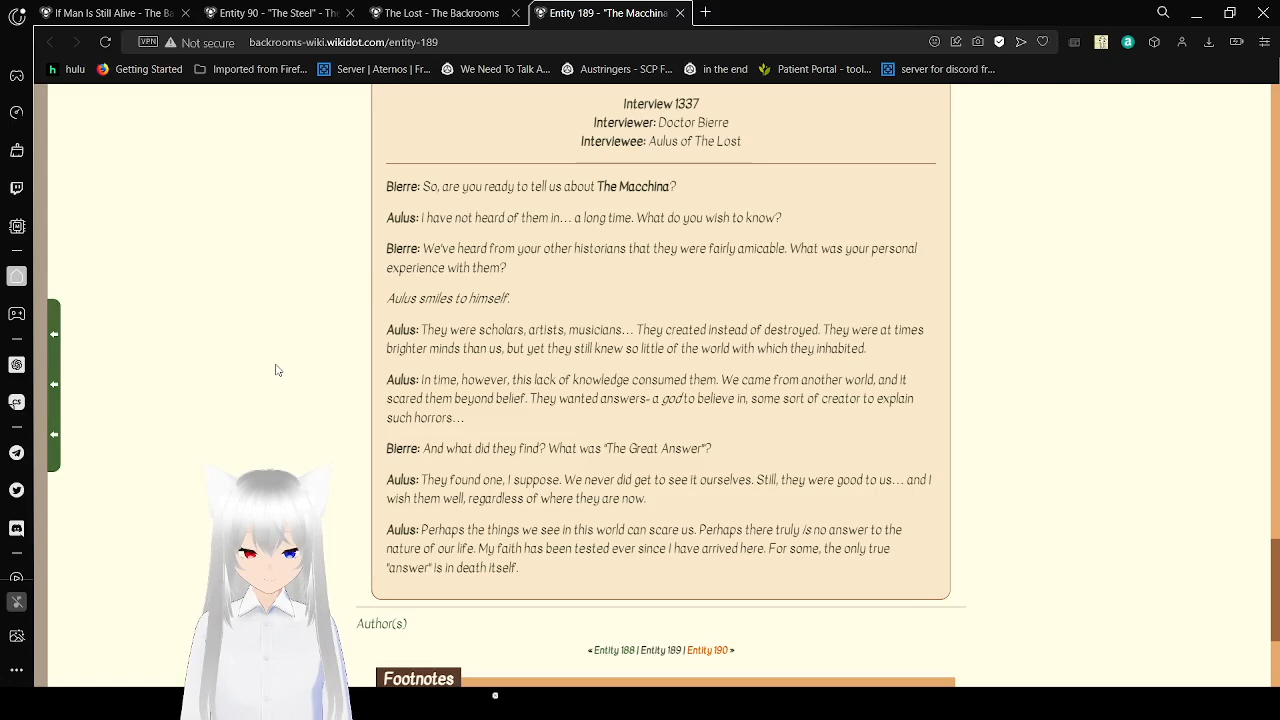 If Man Is Still Alive - The Ba
Entity 90 - "The Steel" - The
The Lost - The Backrooms
Entity 189 - "The Macchina
VPN
Not secure
backrooms-wiki.wikidot.com/entity-189
hulu
Getting Started
Imported from Firef...
Server | Aternos | Fr...
We Need To Talk A...
Austringers - SCP F...
in the end
Patient Portal - tool...
server for discord fr...
Interview 1337
Interviewer: Doctor Bierre
Interviewee: Aulus of The Lost
Bierre: So, are you ready to tell us about The Macchina?
Aulus: I have not heard of them in… a long time. What do you wish to know?
Bierre: We've heard from your other historians that they were fairly amicable. What was your personal
experience with them?
Aulus smiles to himself.
Aulus: They were scholars, artists, musicians… They created instead of destroyed. They were at times
brighter minds than us, but yet they still knew so little of the world with which they inhabited.
Aulus: In time, however, this lack of knowledge consumed them. We came from another world, and it
scared them beyond belief. They wanted answers- a god to believe in, some sort of creator to explain
such horrors…
Bierre: And what did they find? What was "The Great Answer"?
Aulus: They found one, I suppose. We never did get to see it ourselves. Still, they were good to us… and I
wish them well, regardless of where they are now.
Aulus: Perhaps the things we see in this world can scare us. Perhaps there truly is no answer to the
nature of our life. My faith has been tested ever since I have arrived here. For some, the only true
"answer" is in death itself.
Author(s)
« Entity 188 | Entity 189 | Entity 190 »
Footnotes